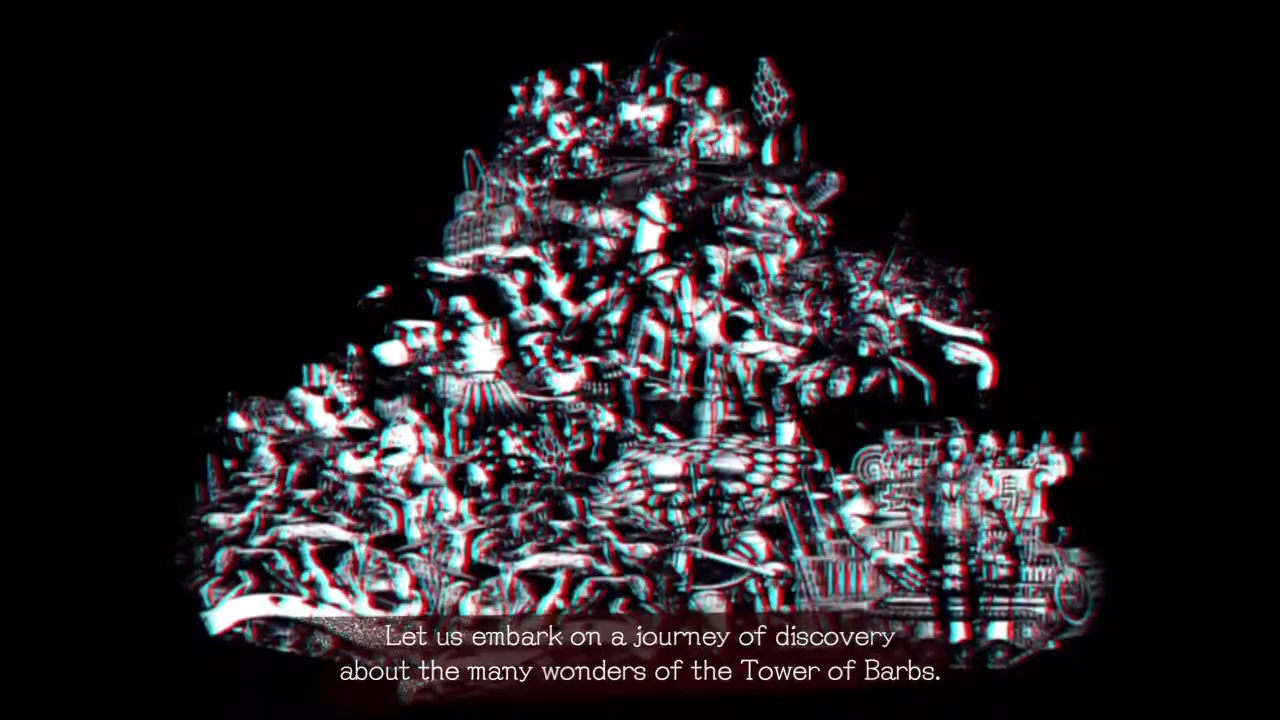 Let us embark on a journey of discovery
about the many wonders of the Tower of Barbs.